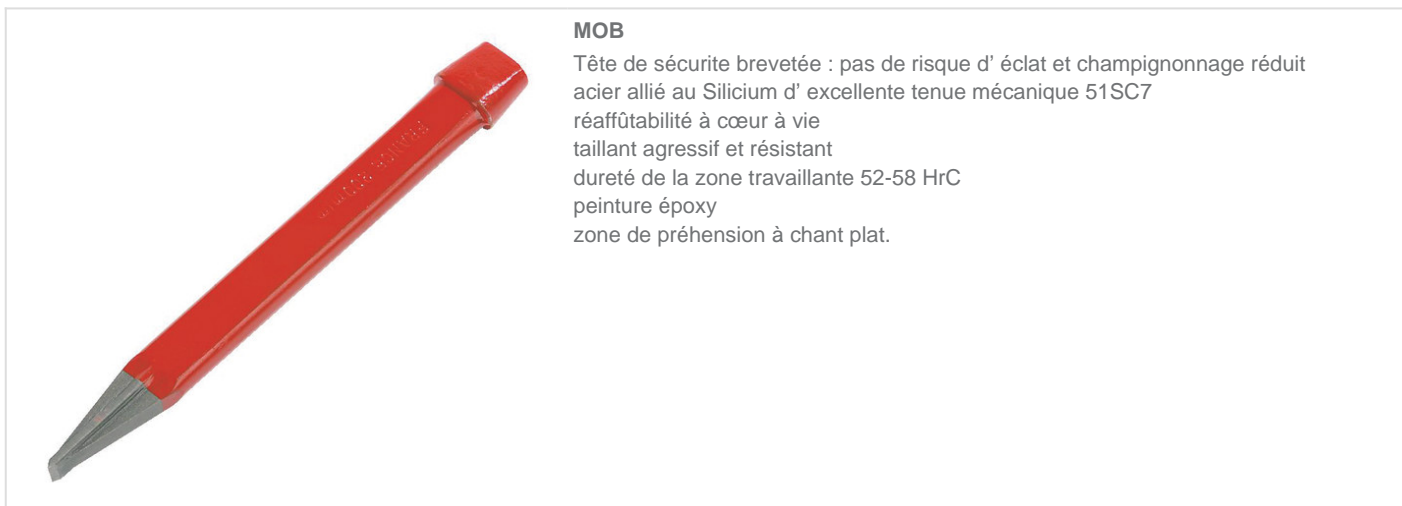 MOB
Tête de sécurite brevetée : pas de risque d’ éclat et champignonnage réduit
acier allié au Silicium d’ excellente tenue mécanique 51SC7
réaffûtabilité à cœur à vie
taillant agressif et résistant
dureté de la zone travaillante 52-58 HrC
peinture époxy
zone de préhension à chant plat.
FRANCE